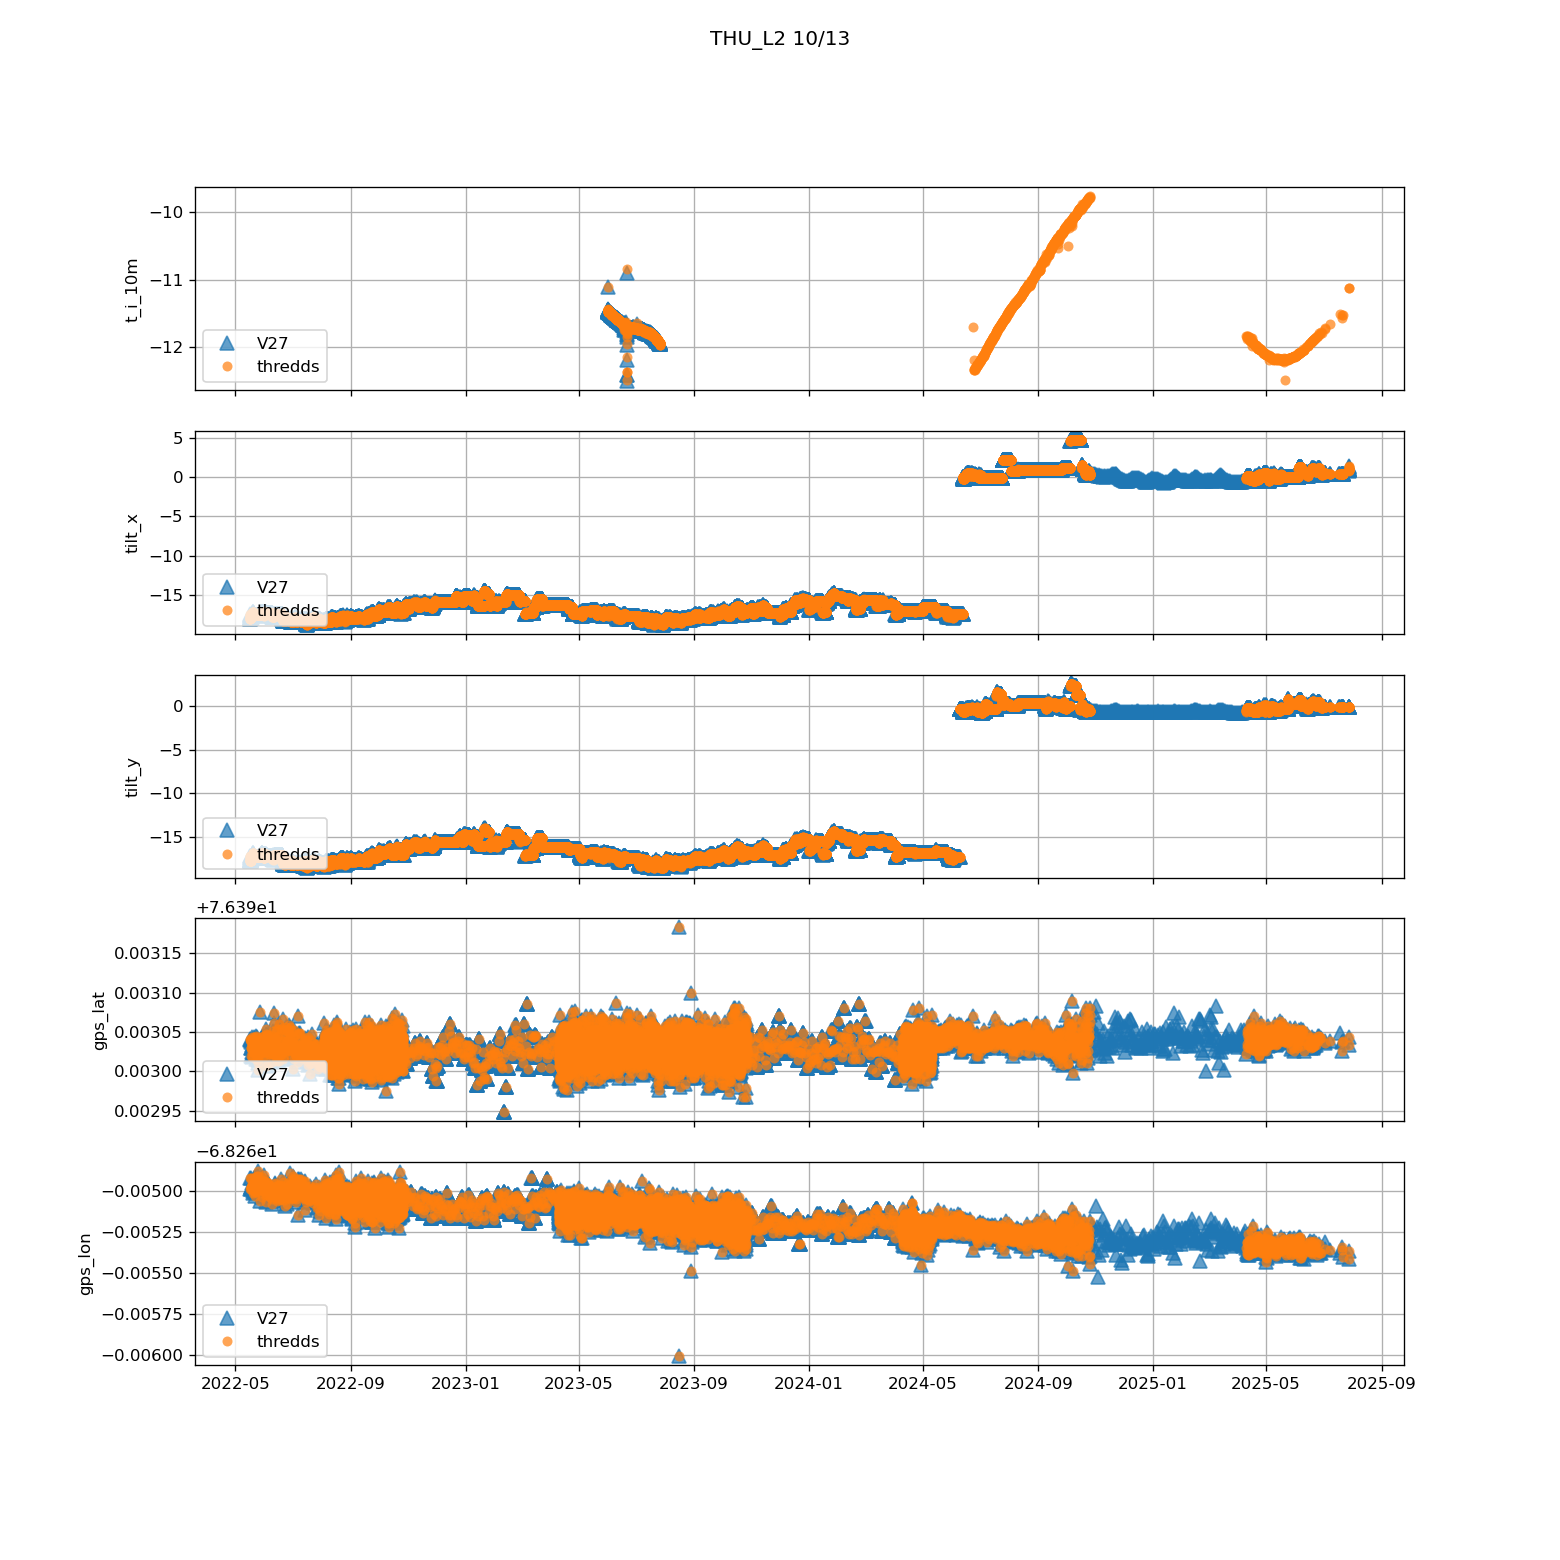 THU_L2 10/13
−10
−11
−12
t_i_10m
V27
thredds
5
0
−5
−10
−15
tilt_x
V27
thredds
0
−5
−10
−15
tilt_y
V27
thredds
+7.639e1
0.00315
0.00310
0.00305
0.00300
0.00295
gps_lat
V27
thredds
−6.826e1
−0.00500
−0.00525
−0.00550
−0.00575
−0.00600
gps_lon
V27
thredds
2022-05 2022-09 2023-01 2023-05 2023-09 2024-01 2024-05 2024-09 2025-01 2025-05 2025-09